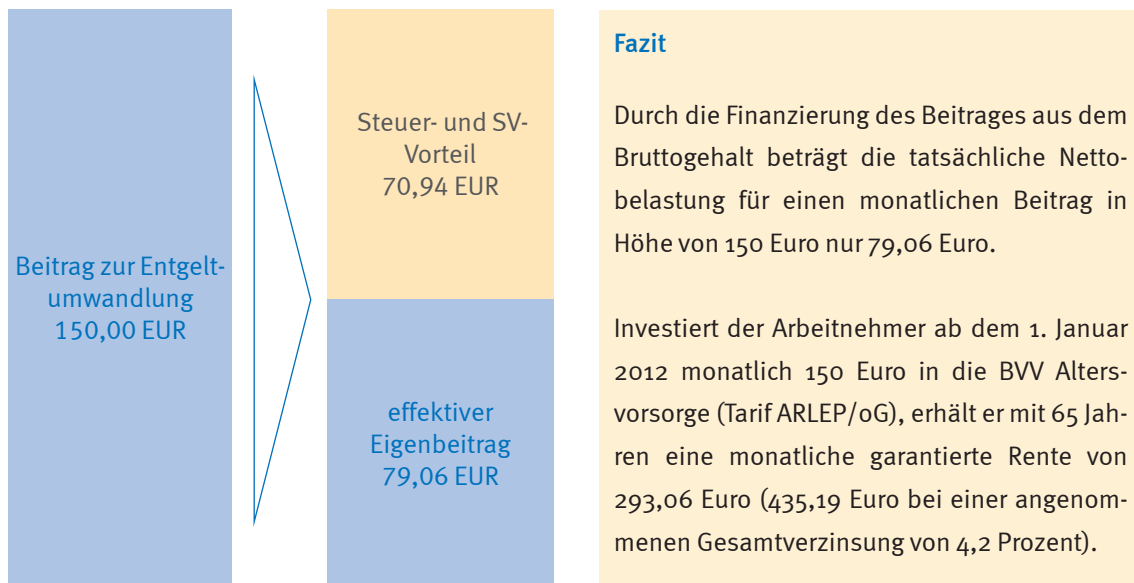 Beitrag zur Entgelt-
umwandlung
150,00 EUR
Steuer- und SV-
Vorteil
70,94 EUR
effektiver
Eigenbeitrag
79,06 EUR
Fazit
Durch die Finanzierung des Beitrages aus dem
Bruttogehalt beträgt die tatsächliche Netto-
belastung für einen monatlichen Beitrag in
Höhe von 150 Euro nur 79,06 Euro.
Investiert der Arbeitnehmer ab dem 1. Januar
2012 monatlich 150 Euro in die BVV Alters-
vorsorge (Tarif ARLEP/oG), erhält er mit 65 Jah-
ren eine monatliche garantierte Rente von
293,06 Euro (435,19 Euro bei einer angenom-
menen Gesamtverzinsung von 4,2 Prozent).